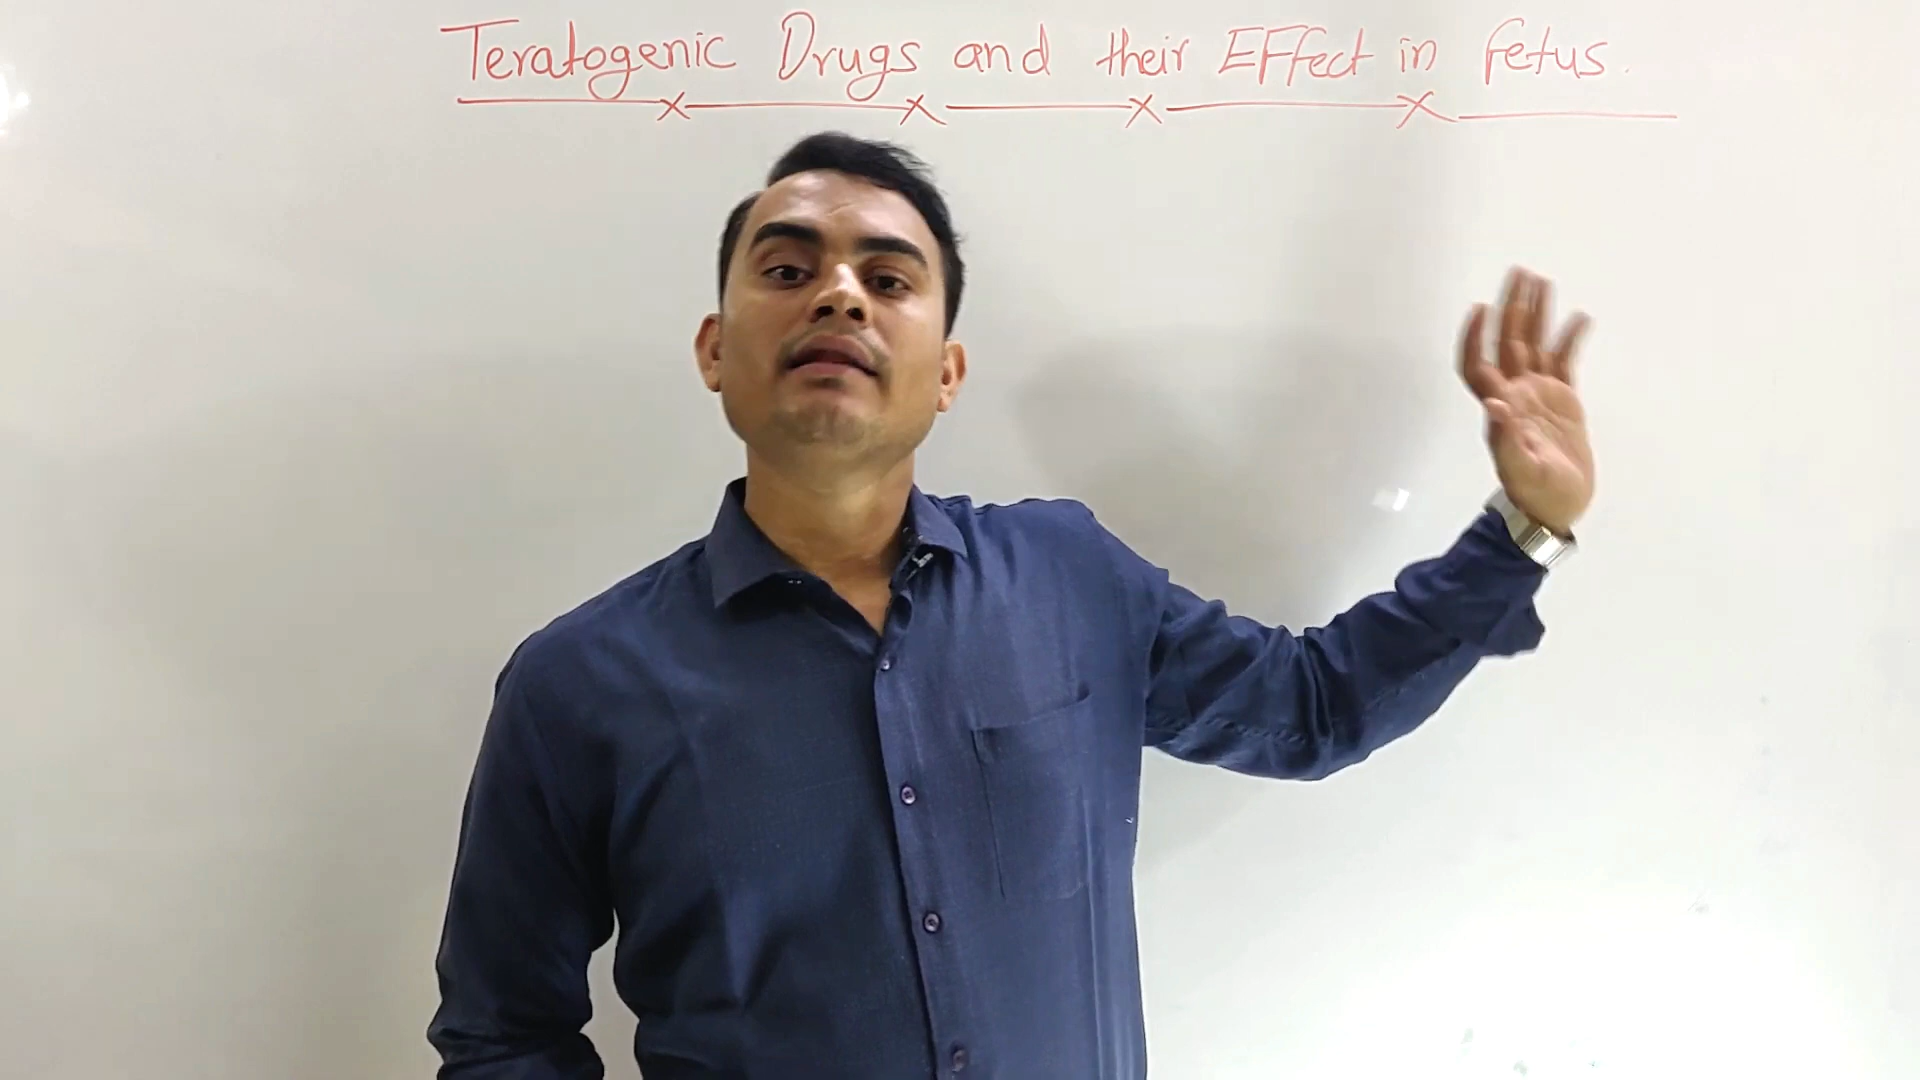 Teratogenic Drugs and their Effect in fetus.